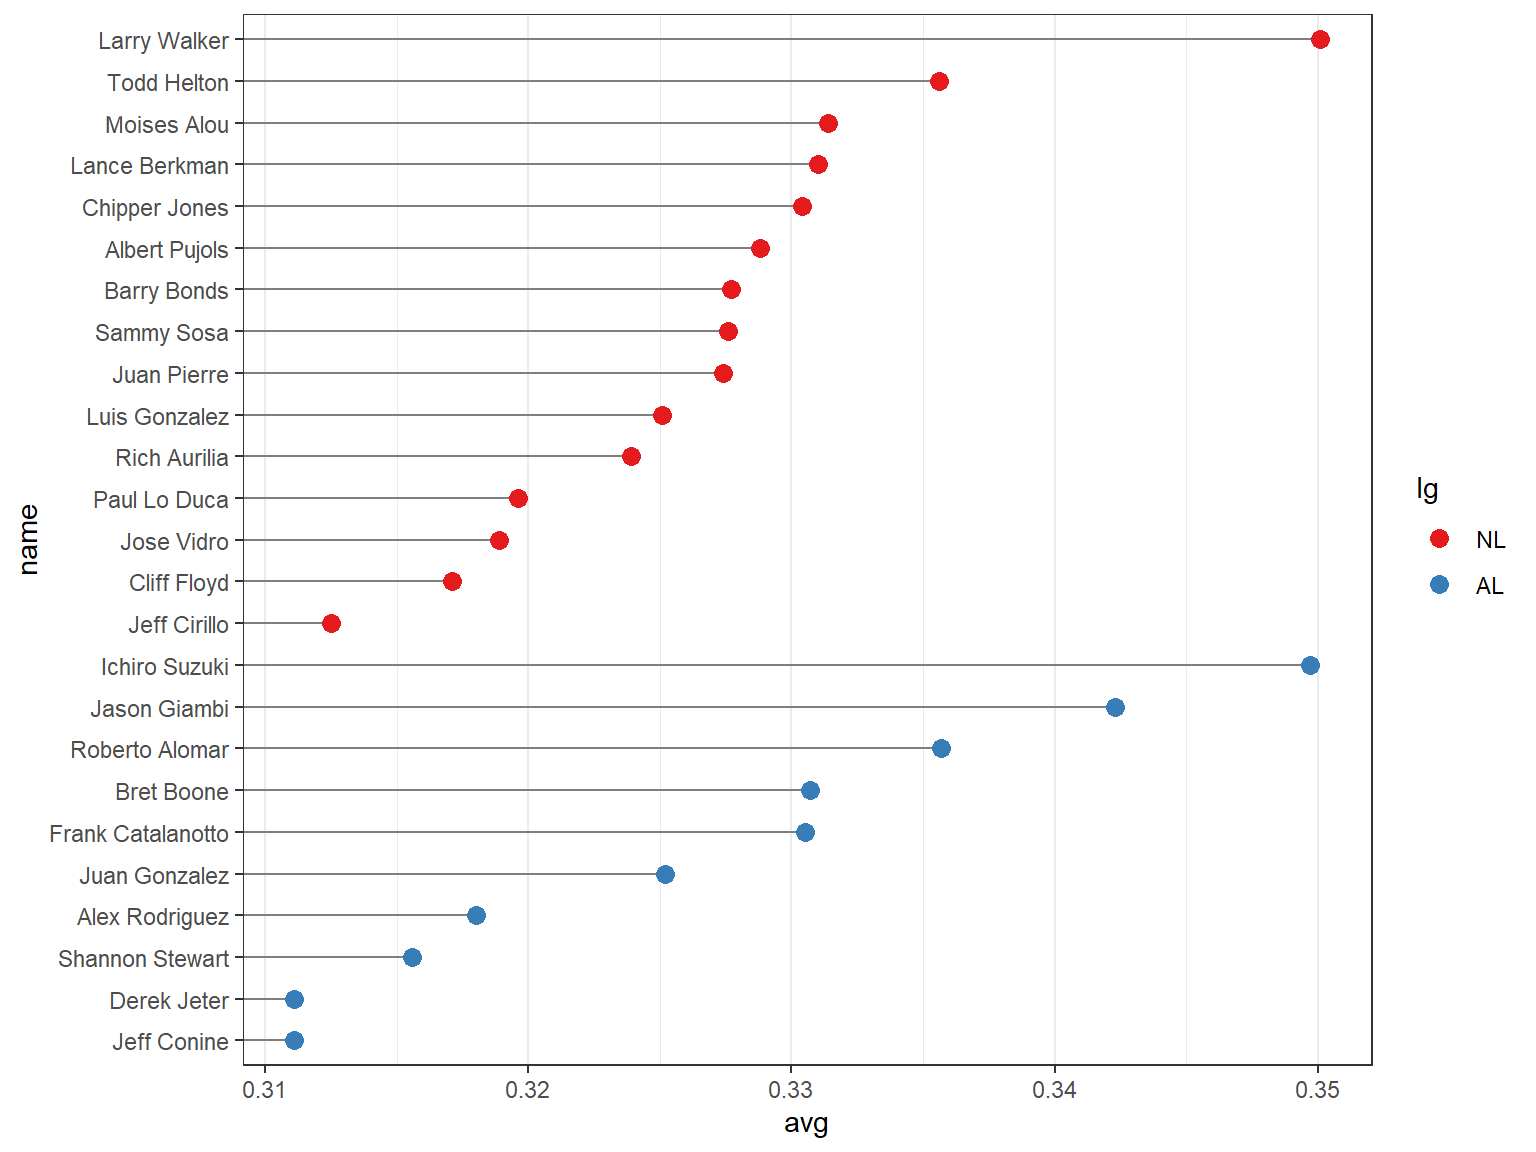 Larry Walker
Todd Helton
Moises Alou
Lance Berkman
Chipper Jones
Albert Pujols
Barry Bonds
Sammy Sosa
Juan Pierre
Luis Gonzalez
Rich Aurilia
Paul Lo Duca
Jose Vidro
Cliff Floyd
Jeff Cirillo
Ichiro Suzuki
Jason Giambi
Roberto Alomar
Bret Boone
Frank Catalanotto
Juan Gonzalez
Alex Rodriguez
Shannon Stewart
Derek Jeter
Jeff Conine
name
0.31 0.32 0.33 0.34 0.35
avg
lg
NL
AL